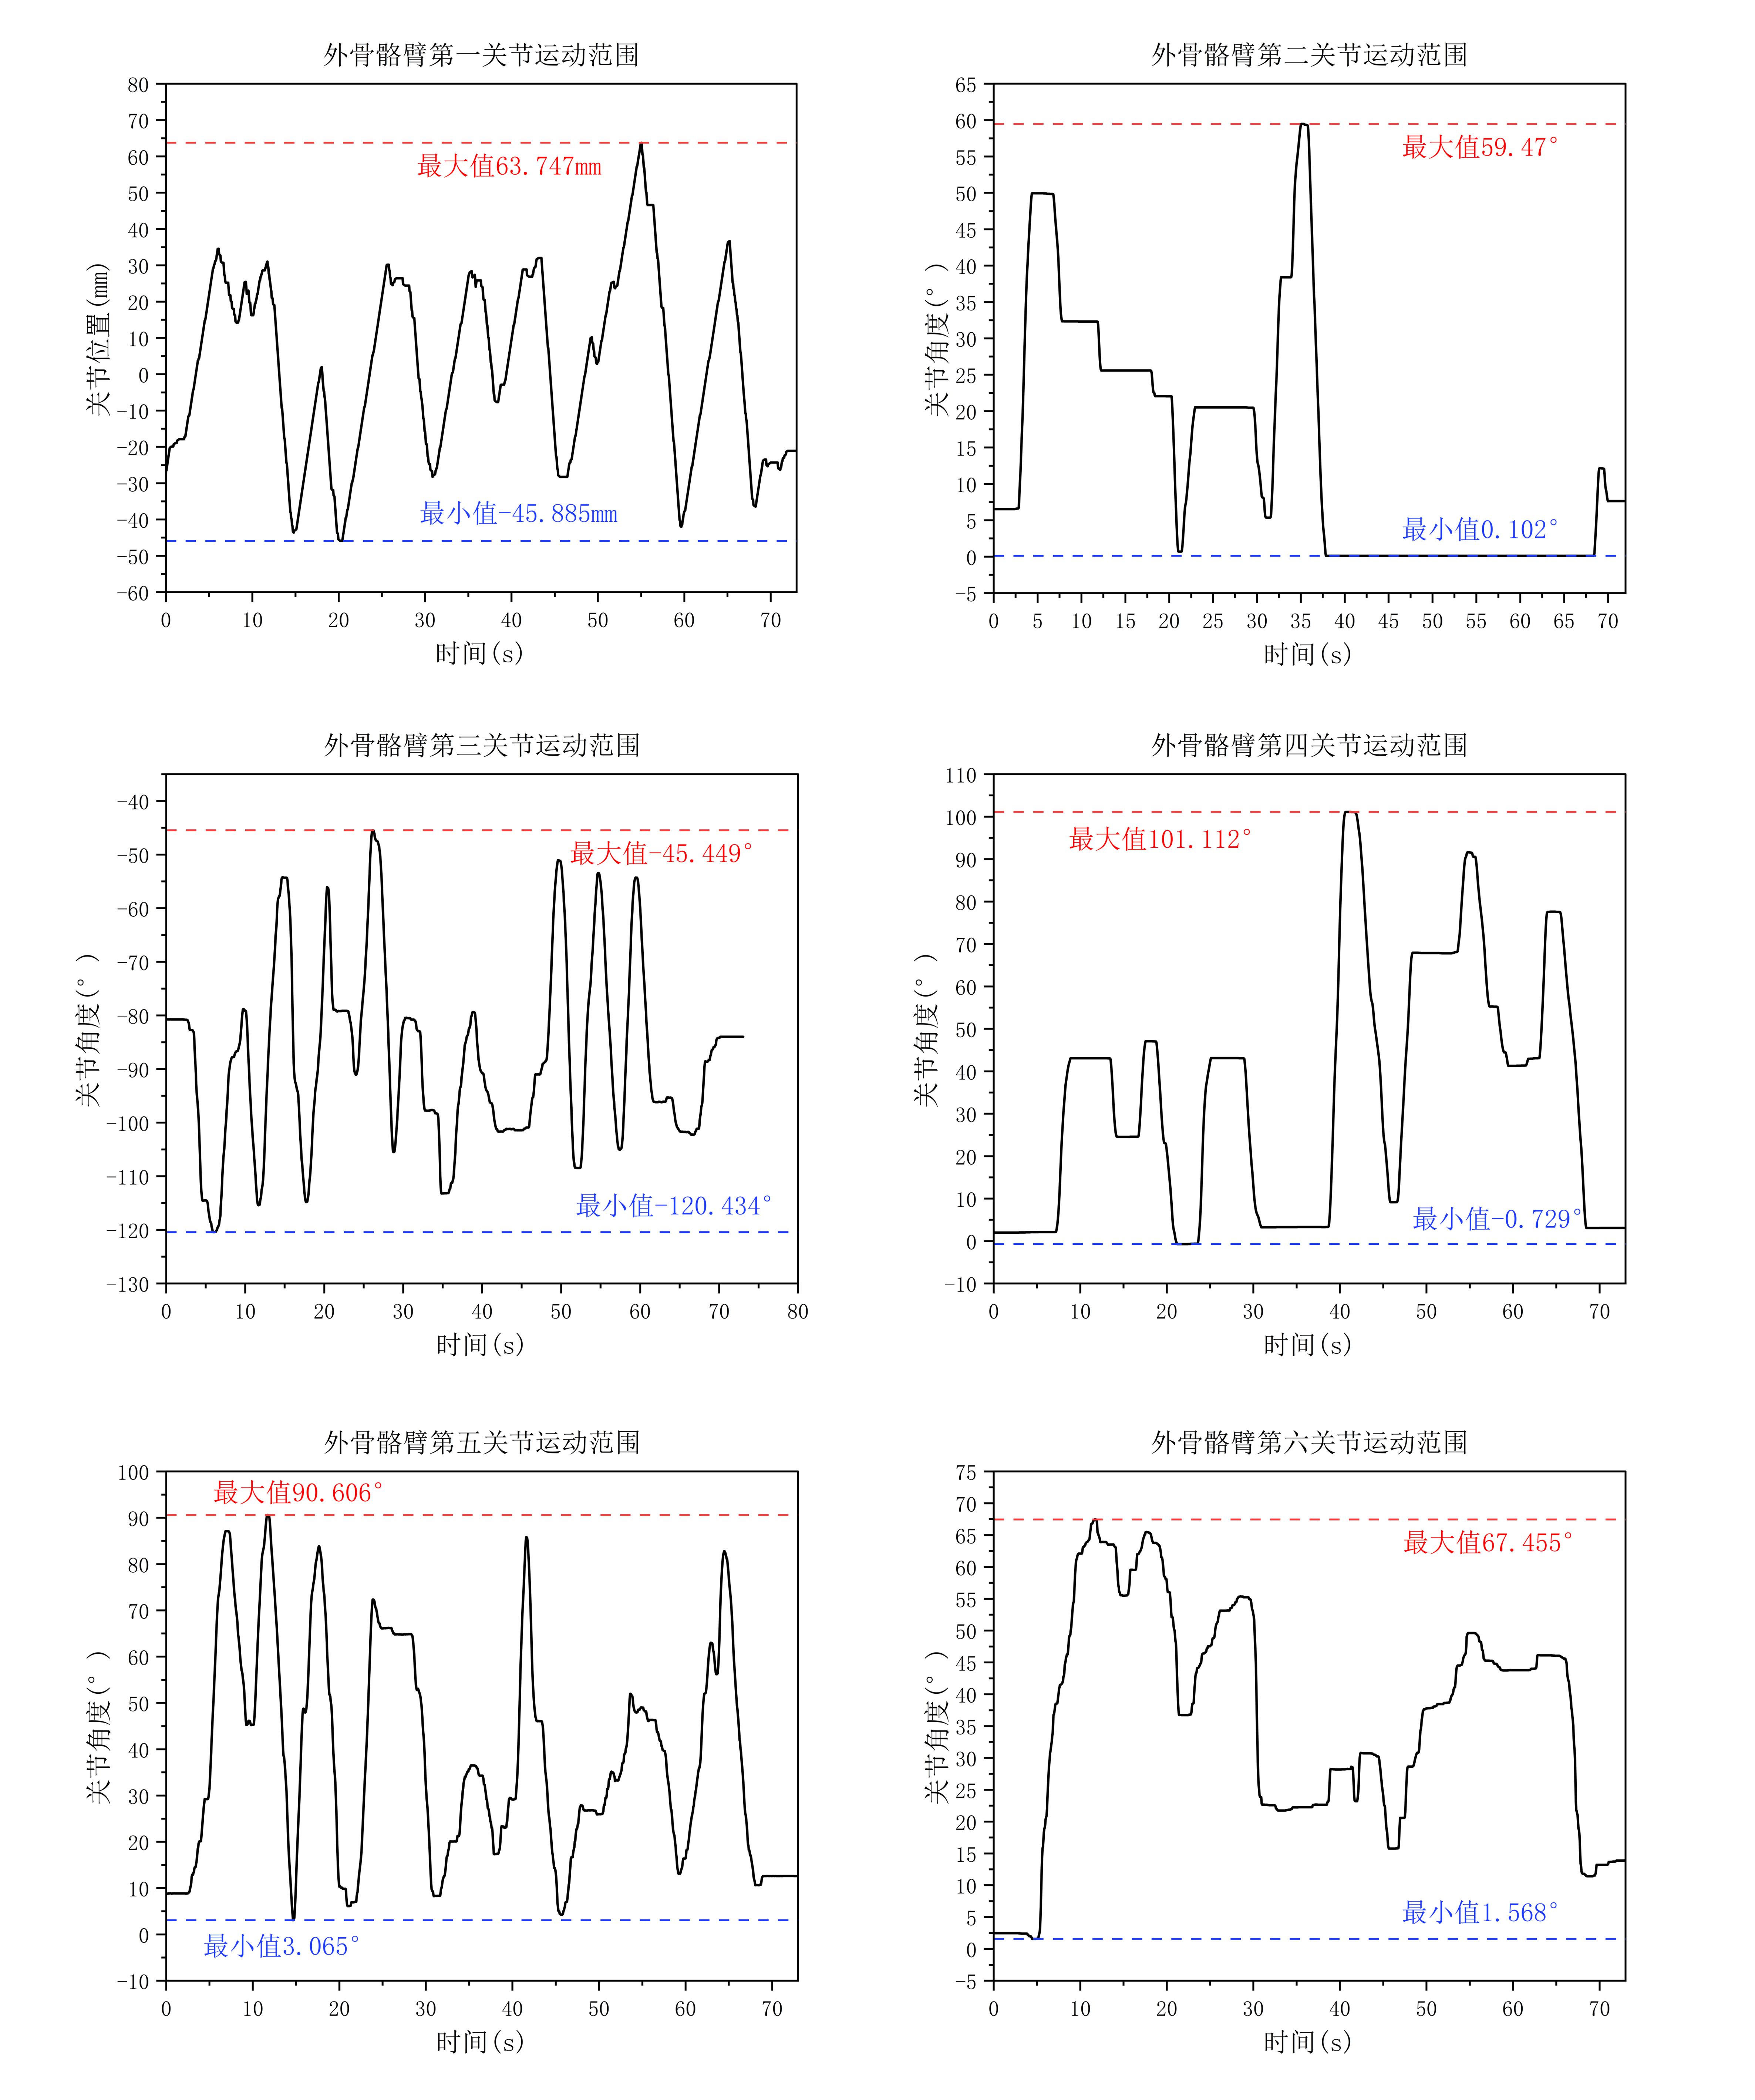 外骨骼臂第一关节运动范围
80
70
60
50
40
30
20
10
0
−10
−20
−30
−40
−50
−60
关节位置(mm)
最大值63.747mm
最小值-45.885mm
0 10 20 30 40 50 60 70
时间(s)
外骨骼臂第二关节运动范围
65
60
55
50
45
40
35
30
25
20
15
10
5
0
−5
关节角度(°)
最大值59.47°
最小值0.102°
0 5 10 15 20 25 30 35 40 45 50 55 60 65 70
时间(s)
外骨骼臂第三关节运动范围
−40
−50
−60
−70
−80
−90
−100
−110
−120
−130
关节角度(°)
最大值-45.449°
最小值-120.434°
0 10 20 30 40 50 60 70 80
时间(s)
外骨骼臂第四关节运动范围
110
100
90
80
70
60
50
40
30
20
10
0
−10
关节角度(°)
最大值101.112°
最小值-0.729°
0 10 20 30 40 50 60 70
时间(s)
外骨骼臂第五关节运动范围
100
90
80
70
60
50
40
30
20
10
0
−10
关节角度(°)
最大值90.606°
最小值3.065°
0 10 20 30 40 50 60 70
时间(s)
外骨骼臂第六关节运动范围
75
70
65
60
55
50
45
40
35
30
25
20
15
10
5
0
−5
关节角度(°)
最大值67.455°
最小值1.568°
0 10 20 30 40 50 60 70
时间(s)